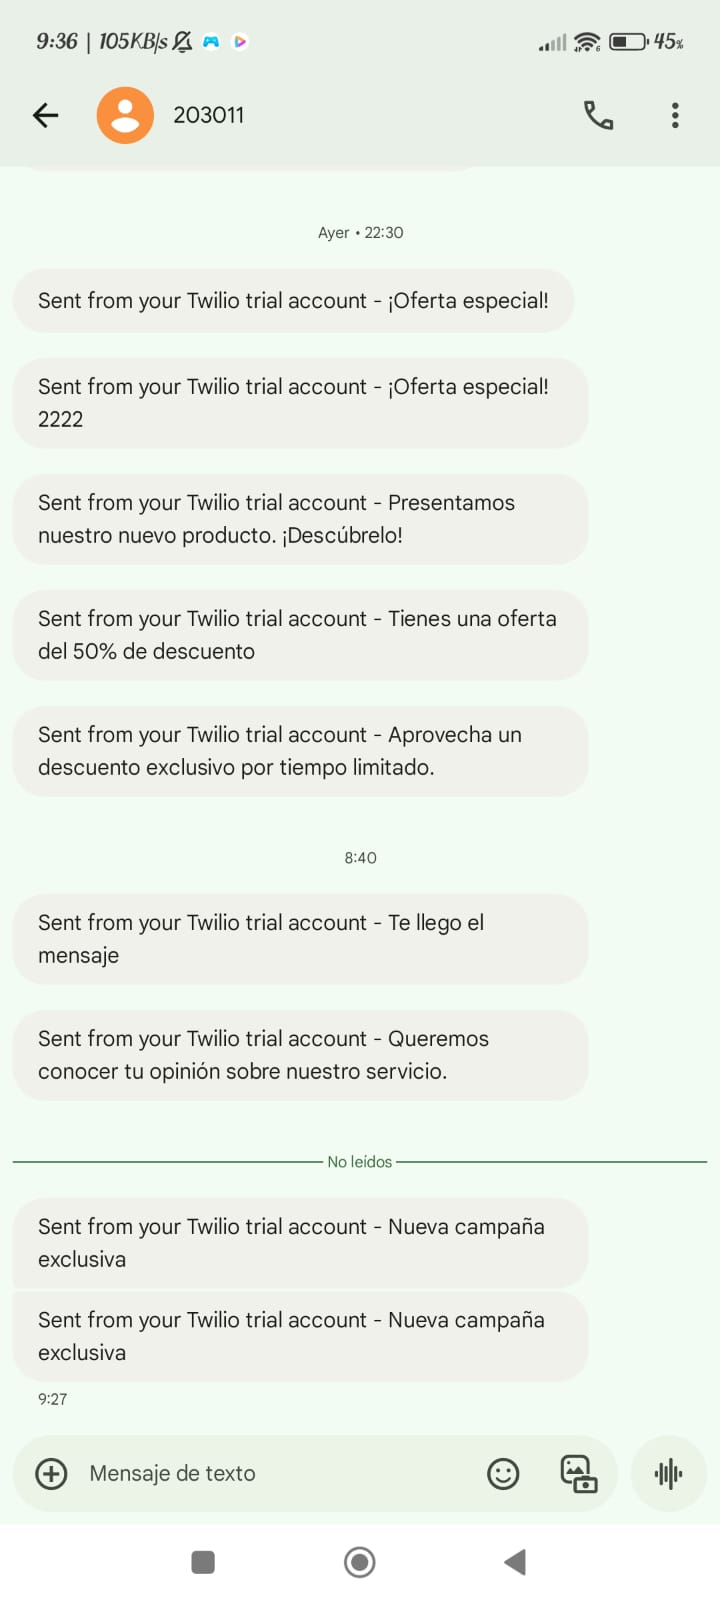 9:36 | 105KB/s 45%
203011
Ayer • 22:30
Sent from your Twilio trial account - ¡Oferta especial!
Sent from your Twilio trial account - ¡Oferta especial!
2222
Sent from your Twilio trial account - Presentamos
nuestro nuevo producto. ¡Descúbrelo!
Sent from your Twilio trial account - Tienes una oferta
del 50% de descuento
Sent from your Twilio trial account - Aprovecha un
descuento exclusivo por tiempo limitado.
8:40
Sent from your Twilio trial account - Te llego el
mensaje
Sent from your Twilio trial account - Queremos
conocer tu opinión sobre nuestro servicio.
No leídos
Sent from your Twilio trial account - Nueva campaña
exclusiva
Sent from your Twilio trial account - Nueva campaña
exclusiva
9:27
Mensaje de texto